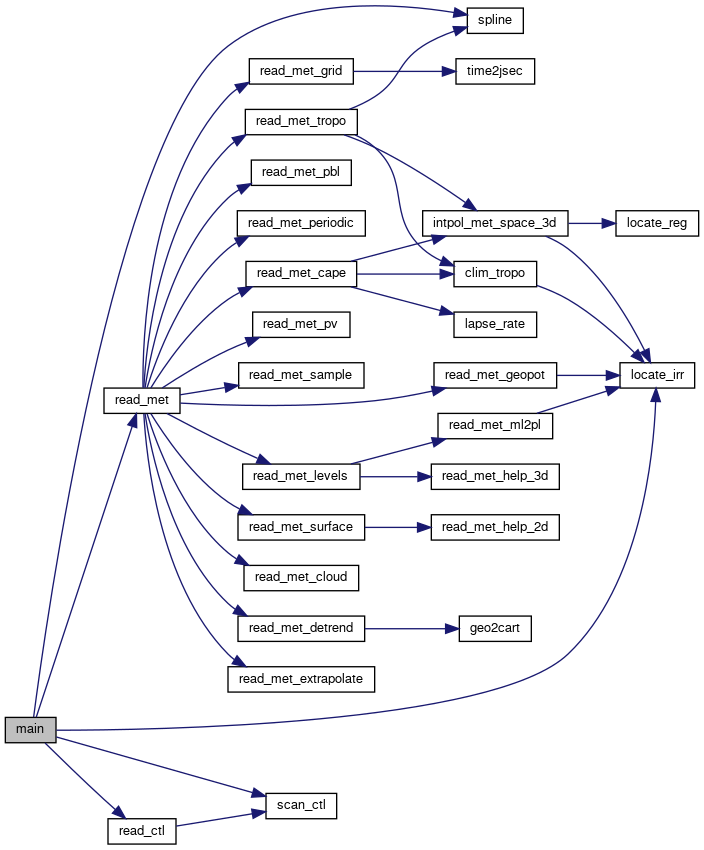 spline
read_met_grid
time2jsec
read_met_tropo
read_met_pbl
read_met_periodic
intpol_met_space_3d
locate_reg
read_met_cape
clim_tropo
read_met_pv
lapse_rate
read_met_sample
read_met_geopot
locate_irr
read_met
read_met_ml2pl
read_met_levels
read_met_help_3d
read_met_surface
read_met_help_2d
read_met_cloud
read_met_detrend
geo2cart
read_met_extrapolate
main
scan_ctl
read_ctl